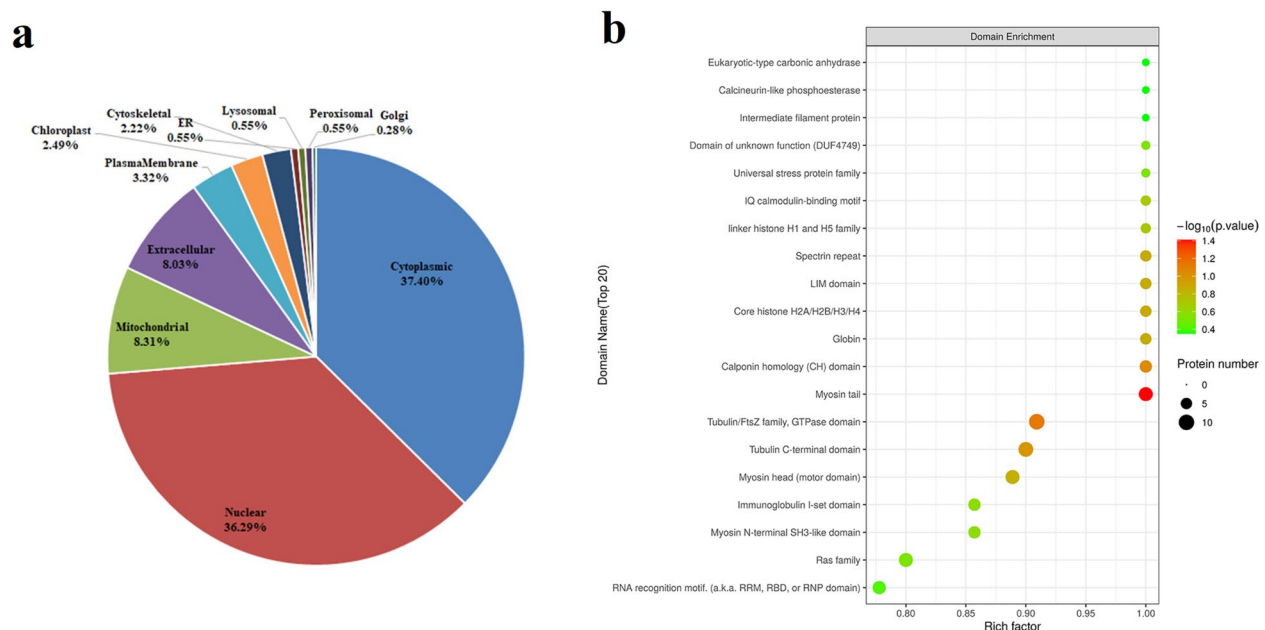 a
Cytoskeletal
2.22%
ER
0.55%
Lysosomal
0.55%
Peroxisomal
0.55%
Golgi
0.28%
Chloroplast
2.49%
PlasmaMembrane
3.32%
Extracellular
8.03%
Mitochondrial
8.31%
Cytoplasmic
37.40%
Nuclear
36.29%
b
Domain Enrichment
Domain Name(Top 20)
Eukaryotic-type carbonic anhydrase
Calcineurin-like phosphoesterase
Intermediate filament protein
Domain of unknown function (DUF4749)
Universal stress protein family
IQ calmodulin-binding motif
linker histone H1 and H5 family
Spectrin repeat
LIM domain
Core histone H2A/H2B/H3/H4
Globin
Calponin homology (CH) domain
Myosin tail
Tubulin/FtsZ family, GTPase domain
Tubulin C-terminal domain
Myosin head (motor domain)
Immunoglobulin I-set domain
Myosin N-terminal SH3-like domain
Ras family
RNA recognition motif. (a.k.a. RRM, RBD, or RNP domain)
0.80 0.85 0.90 0.95 1.00
Rich factor
−log₁₀(p.value)
1.4
1.2
1.0
0.8
0.6
0.4
Protein number
0
5
10